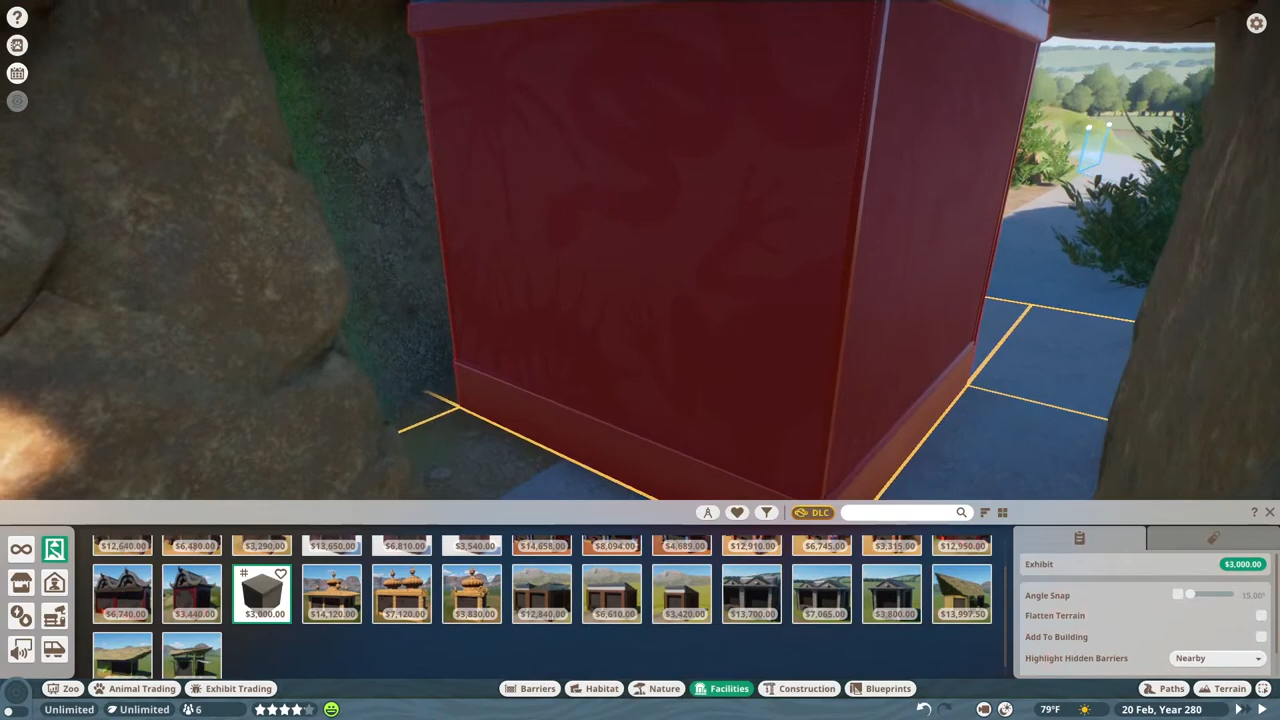 ?
DLC
?
$12,640.00 $6,480.00 $3,290.00 $13,650.00 $6,810.00 $3,540.00 $14,658.00 $8,094.00 $4,689.00 $12,910.00 $6,745.00 $3,315.00 $12,950.00
$6,740.00 $3,440.00 $3,000.00 $14,120.00 $7,120.00 $3,830.00 $12,840.00 $6,610.00 $3,420.00 $13,700.00 $7,065.00 $3,800.00 $13,997.50
Exhibit $3,000.00
Angle Snap 15.00°
Flatten Terrain
Add To Building
Highlight Hidden Barriers Nearby
Zoo Animal Trading Exhibit Trading Barriers Habitat Nature Facilities Construction Blueprints Paths Terrain
Unlimited Unlimited 6 79°F 20 Feb, Year 280